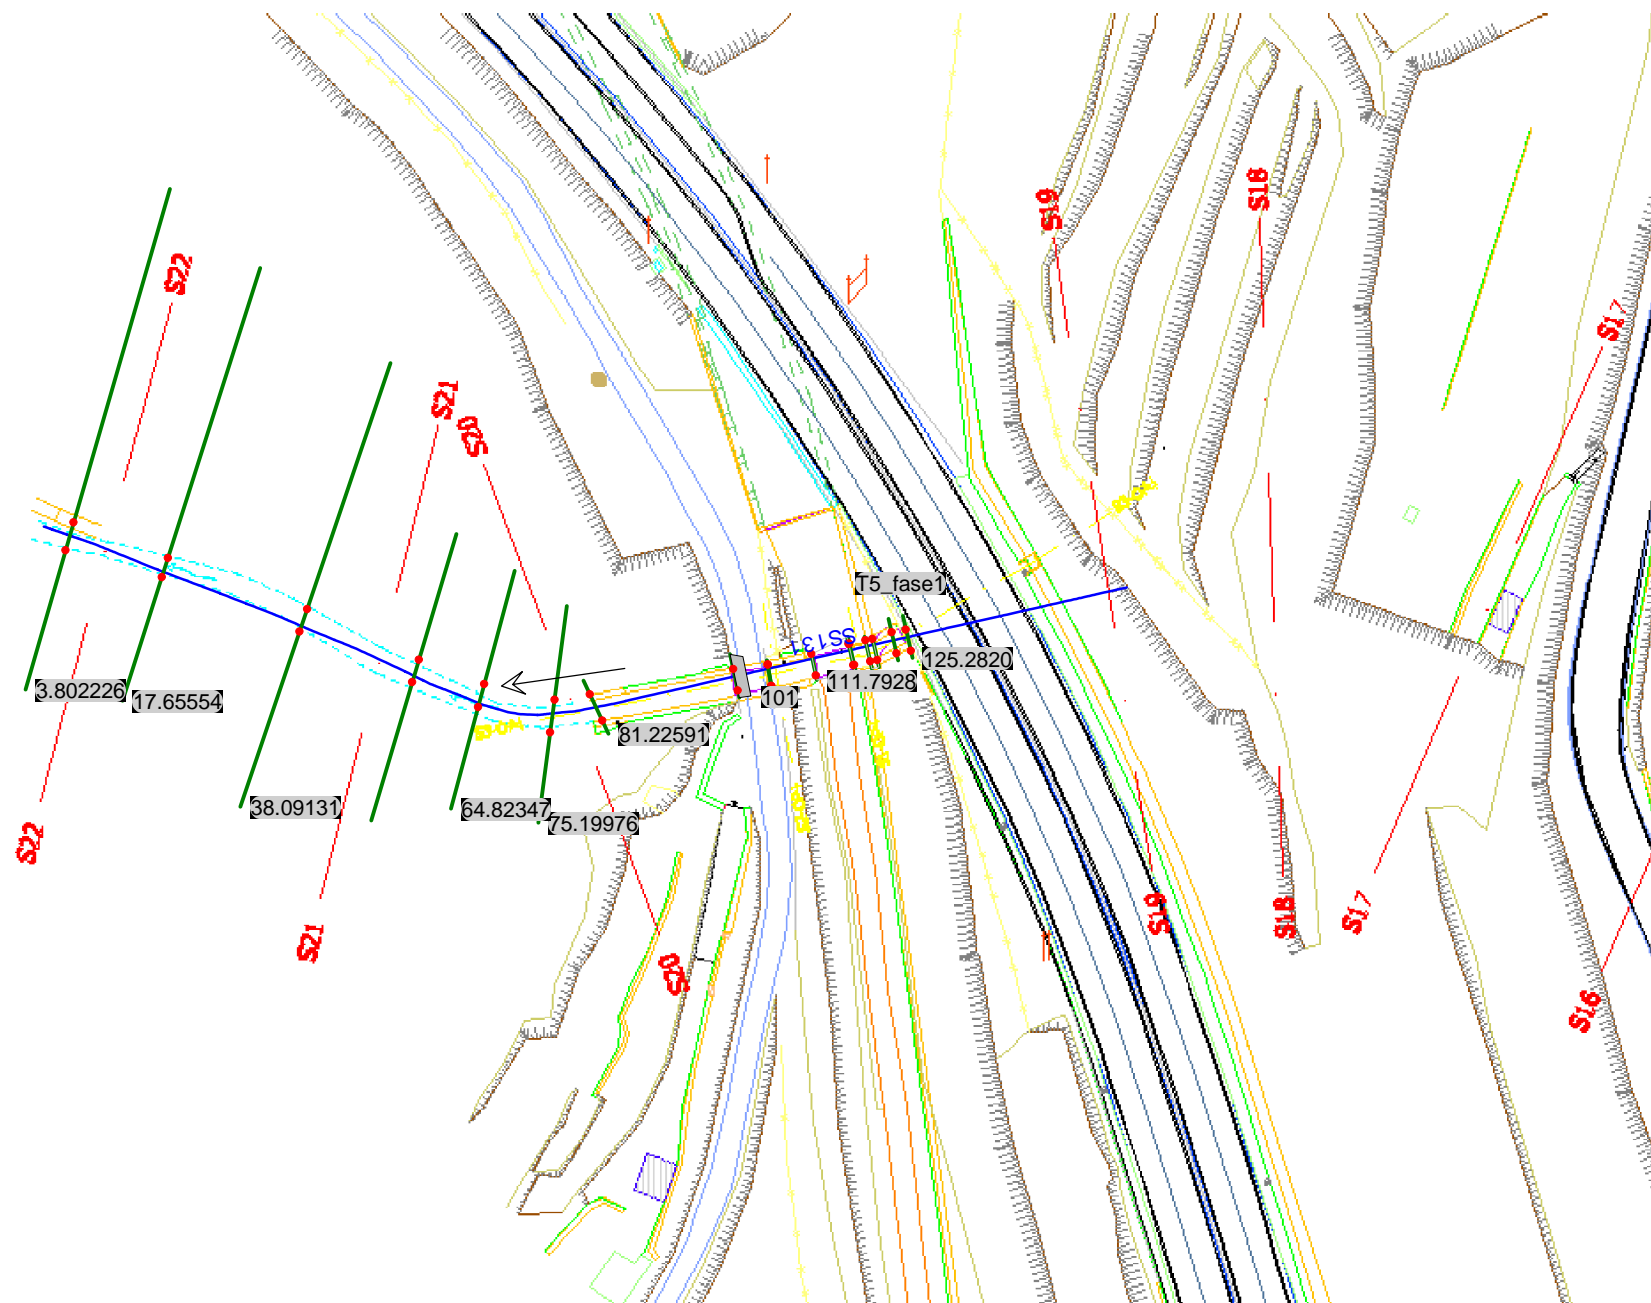 S18
S19
S22
S17
S21
S20
T5_fase1
SS131
125.2820
3.802226
17.65554
101
111.7928
81.22591
38.09131
64.82347
75.19976
S22
S21
S20
S19
S18
S17
S16